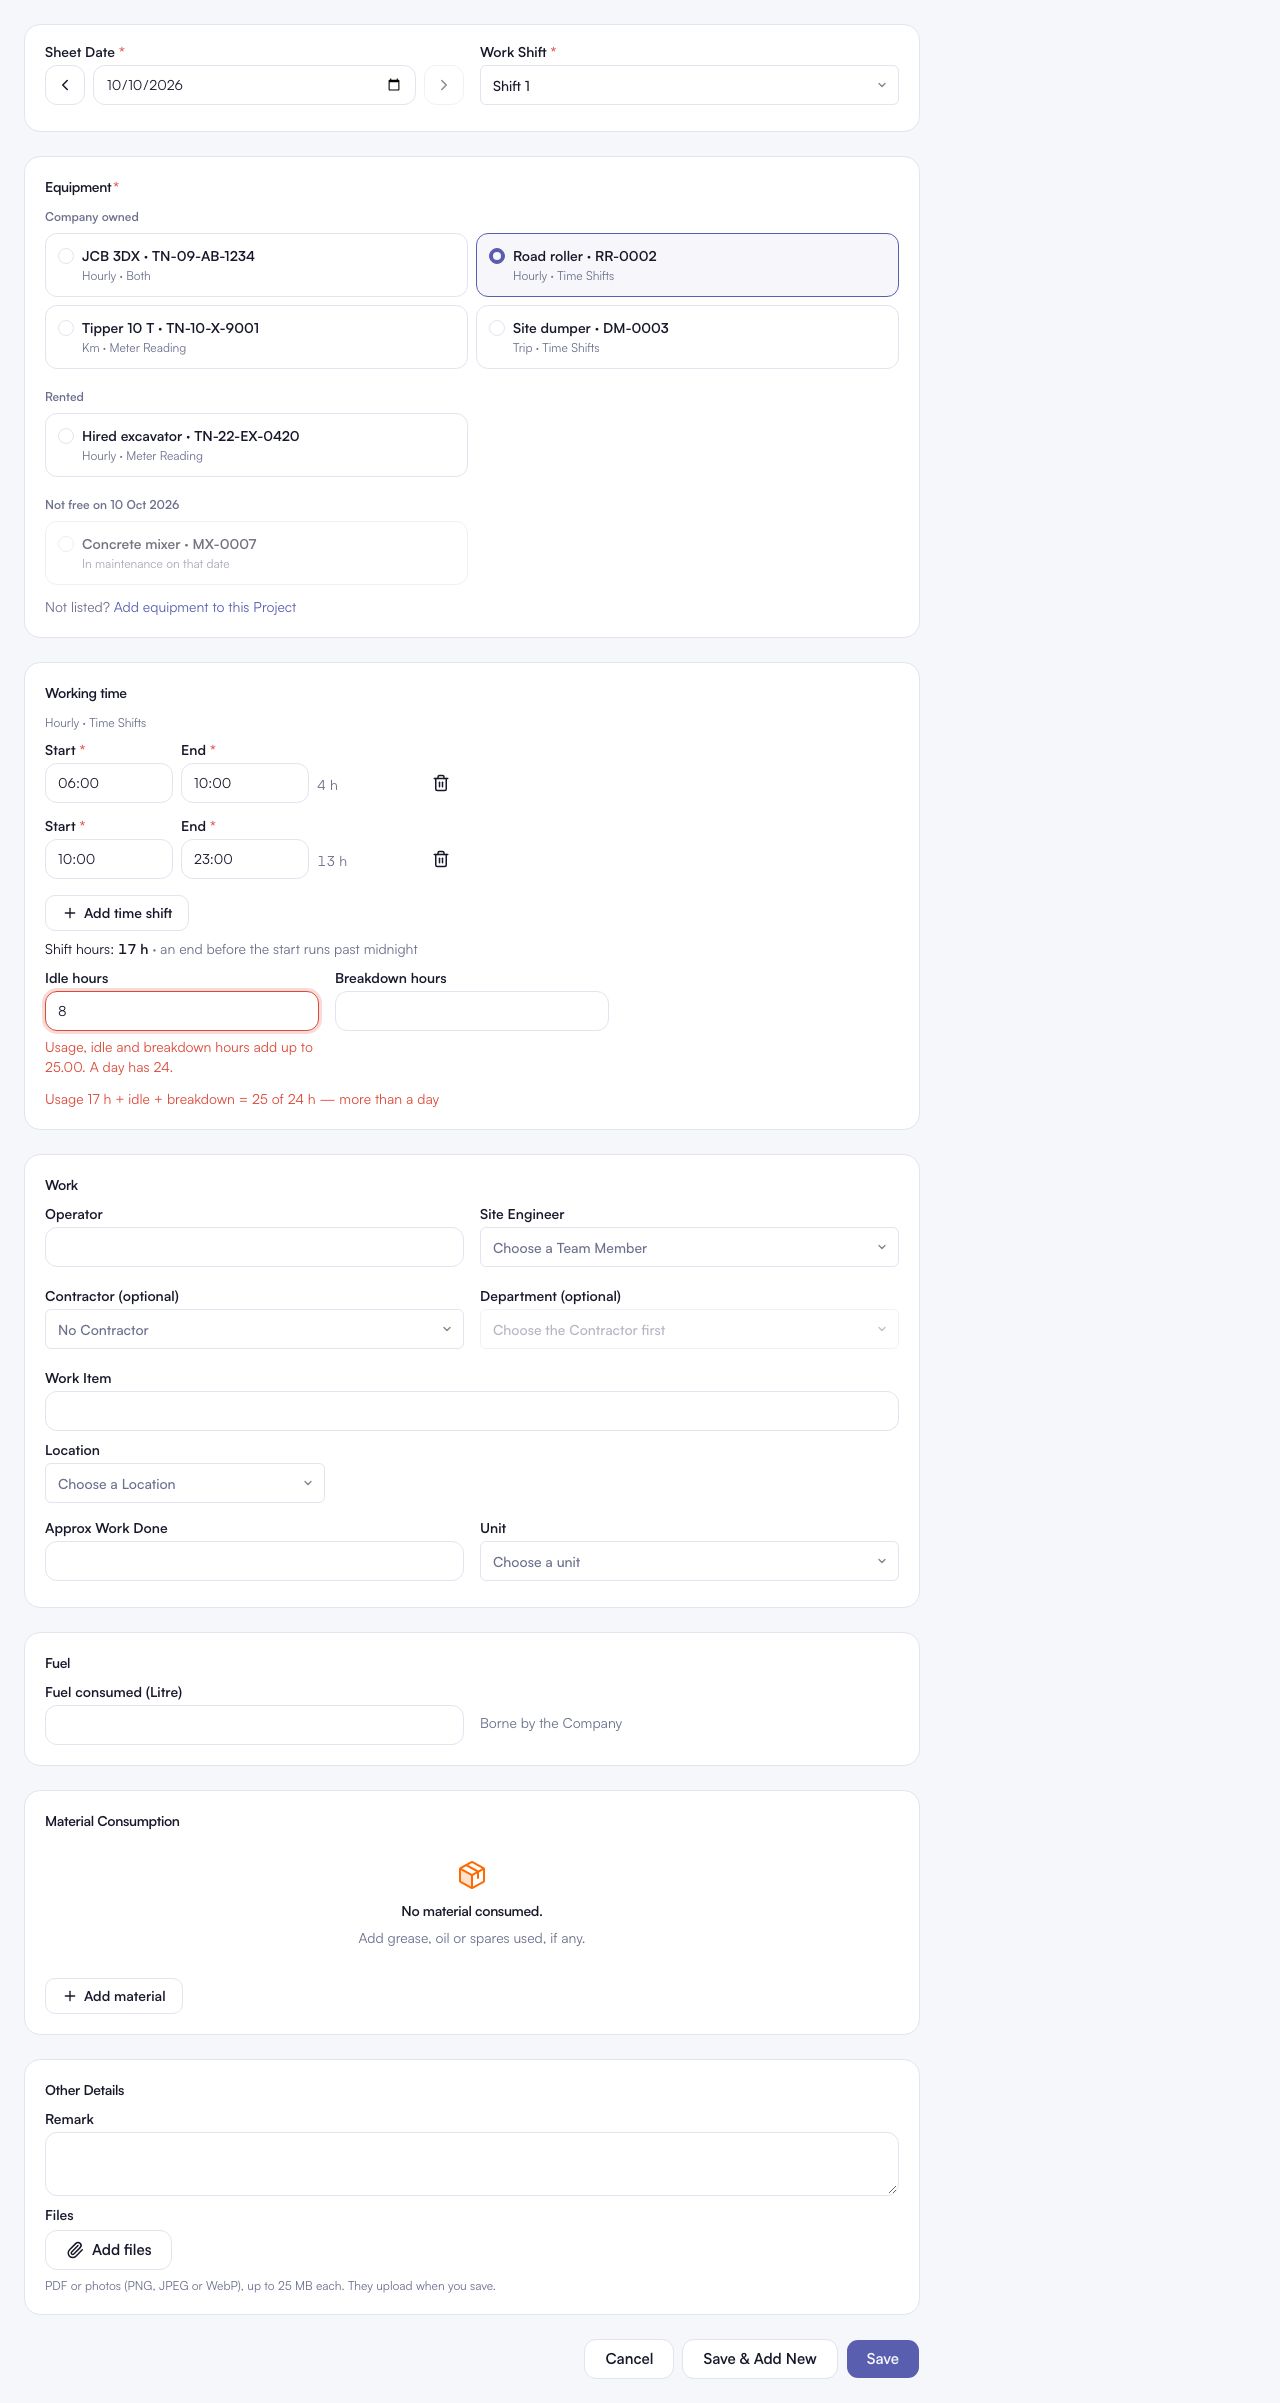 Sheet Date *
Work Shift *
10/10/2026
Shift 1
Equipment*
Company owned
JCB 3DX · TN-09-AB-1234
Hourly · Both
Road roller · RR-0002
Hourly · Time Shifts
Tipper 10 T · TN-10-X-9001
Km · Meter Reading
Site dumper · DM-0003
Trip · Time Shifts
Rented
Hired excavator · TN-22-EX-0420
Hourly · Meter Reading
Not free on 10 Oct 2026
Concrete mixer · MX-0007
In maintenance on that date
Not listed? Add equipment to this Project
Working time
Hourly · Time Shifts
Start *
End *
06:00
10:00
4 h
Start *
End *
10:00
23:00
13 h
Add time shift
Shift hours: 17 h · an end before the start runs past midnight
Idle hours
Breakdown hours
8
Usage, idle and breakdown hours add up to
25.00. A day has 24.
Usage 17 h + idle + breakdown = 25 of 24 h — more than a day
Work
Operator
Site Engineer
Choose a Team Member
Contractor (optional)
Department (optional)
No Contractor
Choose the Contractor first
Work Item
Location
Choose a Location
Approx Work Done
Unit
Choose a unit
Fuel
Fuel consumed (Litre)
Borne by the Company
Material Consumption
No material consumed.
Add grease, oil or spares used, if any.
Add material
Other Details
Remark
Files
Add files
PDF or photos (PNG, JPEG or WebP), up to 25 MB each. They upload when you save.
Cancel
Save & Add New
Save